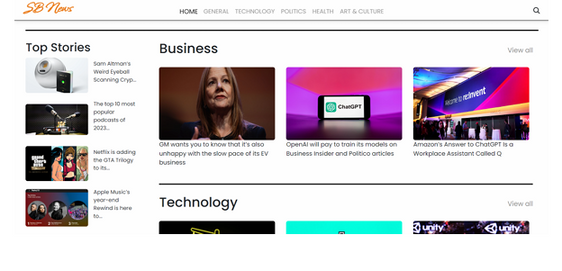 SB News
HOME GENERAL TECHNOLOGY POLITICS HEALTH ART & CULTURE
Top Stories
Sam Altman's
Weird Eyeball
Scanning Cryp...
The top 10 most
popular
podcasts of
2023...
Netflix is adding
the GTA Trilogy
to its...
Apple Music's
year-end
Rewind is here
to...
Business
View all
ChatGPT
re:Invent
GM wants you to know that it's also
unhappy with the slow pace of its EV
business
OpenAI will pay to train its models on
Business Insider and Politico articles
Amazon's Answer to ChatGPT Is a
Workplace Assistant Called Q
Technology
View all
unity
unity